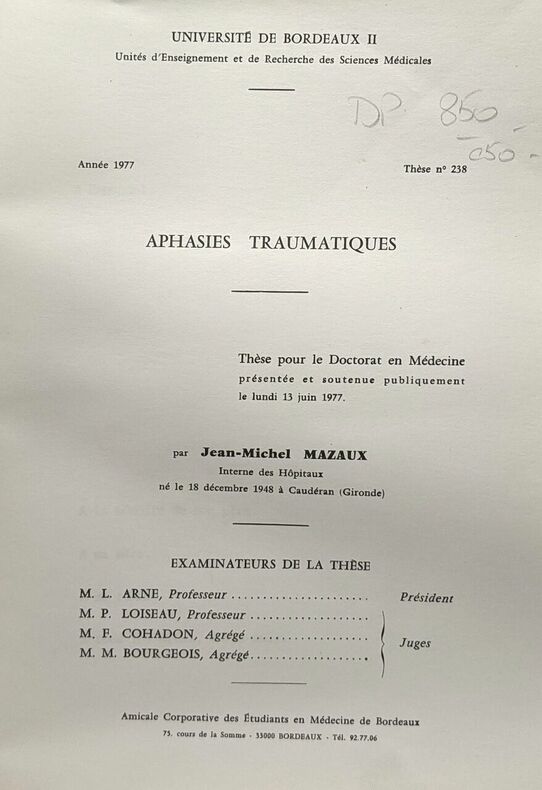 UNIVERSITÉ DE BORDEAUX II
Unités d'Enseignement et de Recherche des Sciences Médicales
DP 850
050
Année 1977
Thèse nº 238
APHASIES TRAUMATIQUES
Thèse pour le Doctorat en Médecine
présentée et soutenue publiquement
le lundi 13 juin 1977.
par Jean-Michel MAZAUX
Interne des Hôpitaux
né le 18 décembre 1948 à Caudéran (Gironde)
EXAMINATEURS DE LA THÈSE
M. L. ARNE, Professeur ...................... Président
M. P. LOISEAU, Professeur ...................
M. F. COHADON, Agrégé ...................
Juges
M. M. BOURGEOIS, Agrégé...................
Amicale Corporative des Étudiants en Médecine de Bordeaux
75, cours de la Somme - 33000 BORDEAUX - Tél. 92.77.06